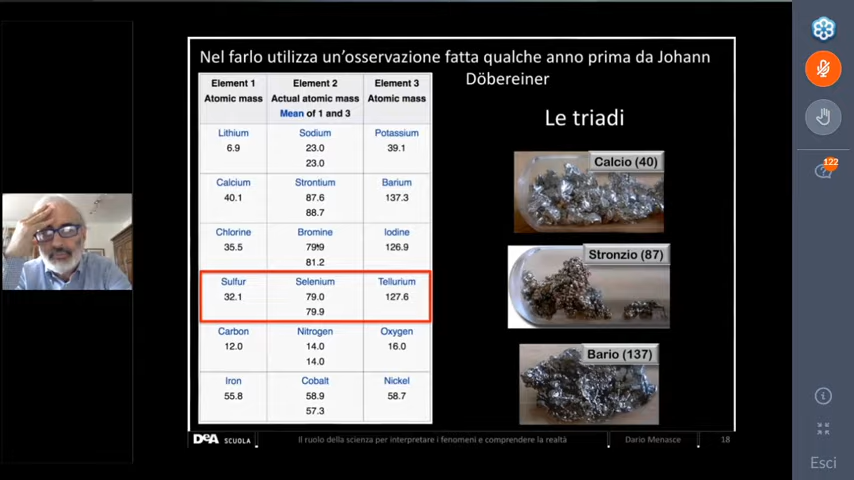 Nel farlo utilizza un'osservazione fatta qualche anno prima da Johann
Döbereiner
Element 1 Element 2 Element 3
Atomic mass Actual atomic mass Atomic mass
Mean of 1 and 3
Lithium Sodium Potassium
6.9 23.0 39.1
23.0
Calcium Strontium Barium
40.1 87.6 137.3
88.7
Chlorine Bromine Iodine
35.5 79.9 126.9
81.2
Sulfur Selenium Tellurium
32.1 79.0 127.6
79.9
Carbon Nitrogen Oxygen
12.0 14.0 16.0
14.0
Iron Cobalt Nickel
55.8 58.9 58.7
57.3
Le triadi
Calcio (40)
Stronzio (87)
Bario (137)
DeA SCUOLA Il ruolo della scienza per interpretare i fenomeni e comprendere la realtà Dario Menasce 18
122
Esci